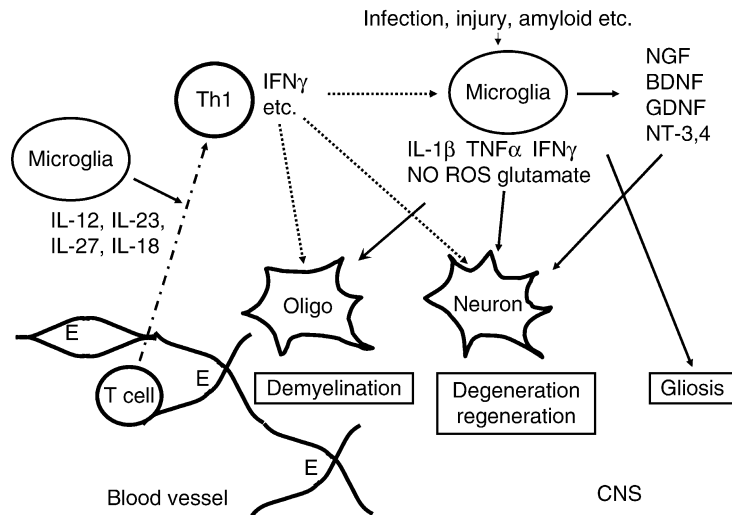 Infection, injury, amyloid etc.
Th1
IFNγ
etc.
Microglia
NGF
BDNF
GDNF
NT-3,4
Microglia
IL-1β TNFα IFNγ
NO ROS glutamate
IL-12, IL-23,
IL-27, IL-18
Oligo
Neuron
E
E
T cell
Demyelination
Degeneration
regeneration
Gliosis
E
Blood vessel
CNS